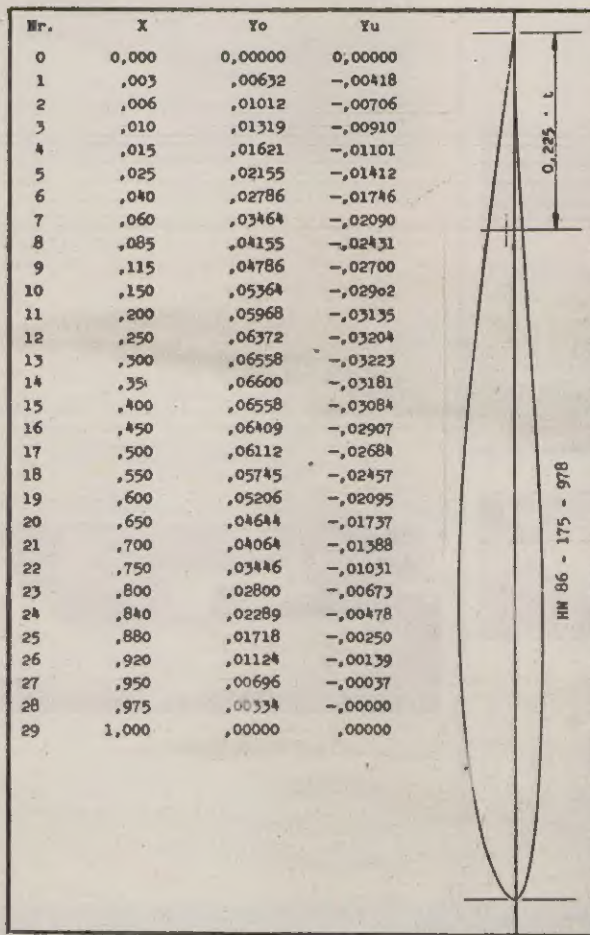 Nr. X Yo Yu
0 0,000 0,00000 0,00000
1 ,003 ,00632 -,00418
2 ,006 ,01012 -,00706
3 ,010 ,01319 -,00910
4 ,015 ,01621 -,01101
5 ,025 ,02155 -,01412
6 ,040 ,02786 -,01746
7 ,060 ,03464 -,02090
8 ,085 ,04155 -,02431
9 ,115 ,04786 -,02700
10 ,150 ,05364 -,02902
11 ,200 ,05968 -,03135
12 ,250 ,06372 -,03204
13 ,300 ,06558 -,03223
14 ,35 ,06600 -,03181
15 ,400 ,06558 -,03084
16 ,450 ,06409 -,02907
17 ,500 ,06112 -,02684
18 ,550 ,05745 -,02457
19 ,600 ,05206 -,02095
20 ,650 ,04644 -,01737
21 ,700 ,04064 -,01388
22 ,750 ,03446 -,01031
23 ,800 ,02800 -,00673
24 ,840 ,02289 -,00478
25 ,880 ,01718 -,00250
26 ,920 ,01124 -,00139
27 ,950 ,00696 -,00037
28 ,975 ,00334 -,00000
29 1,000 ,00000 ,00000
0,225 · t
HN 86 - 175 - 978